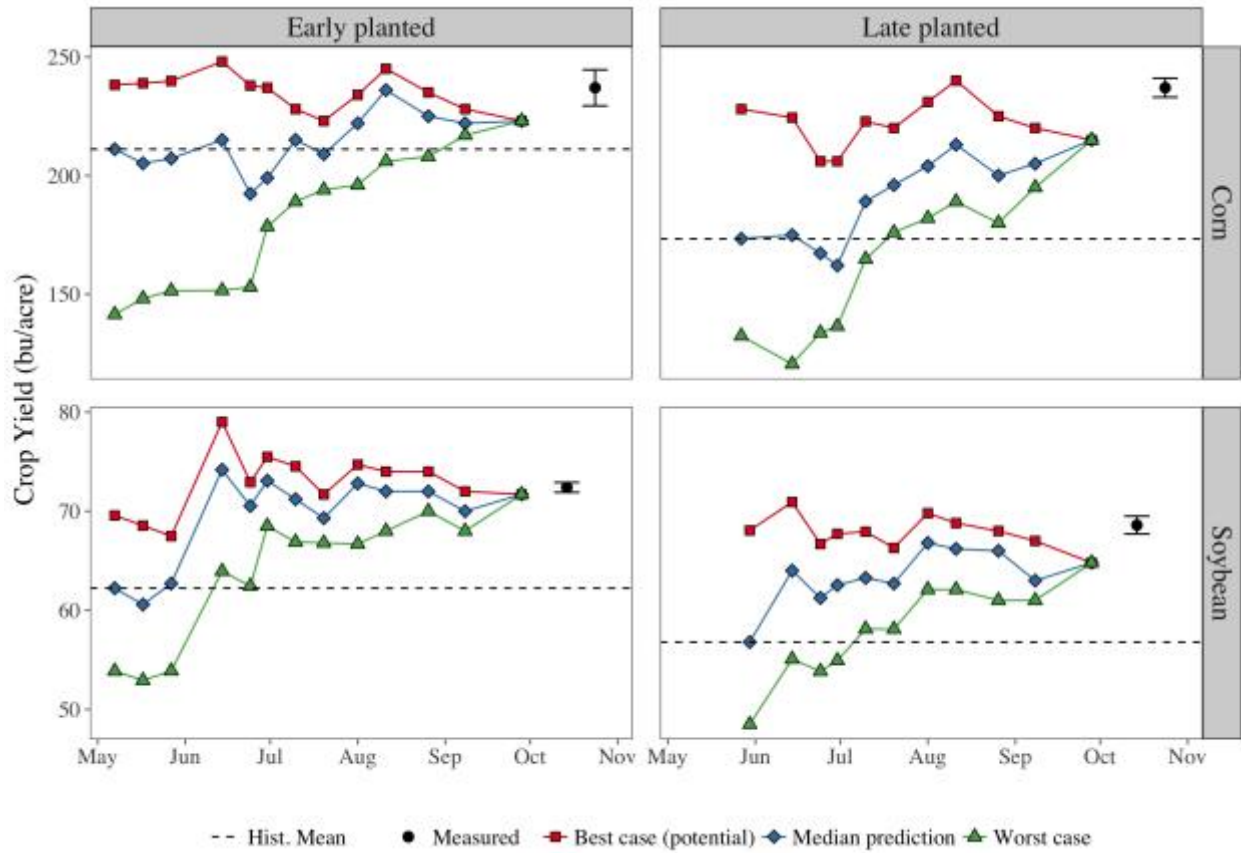 Early planted
Late planted
250
200
150
Corn
Crop Yield (bu/acre)
80
70
60
50
Soybean
May Jun Jul Aug Sep Oct Nov
May Jun Jul Aug Sep Oct Nov
Hist. Mean Measured Best case (potential) Median prediction Worst case